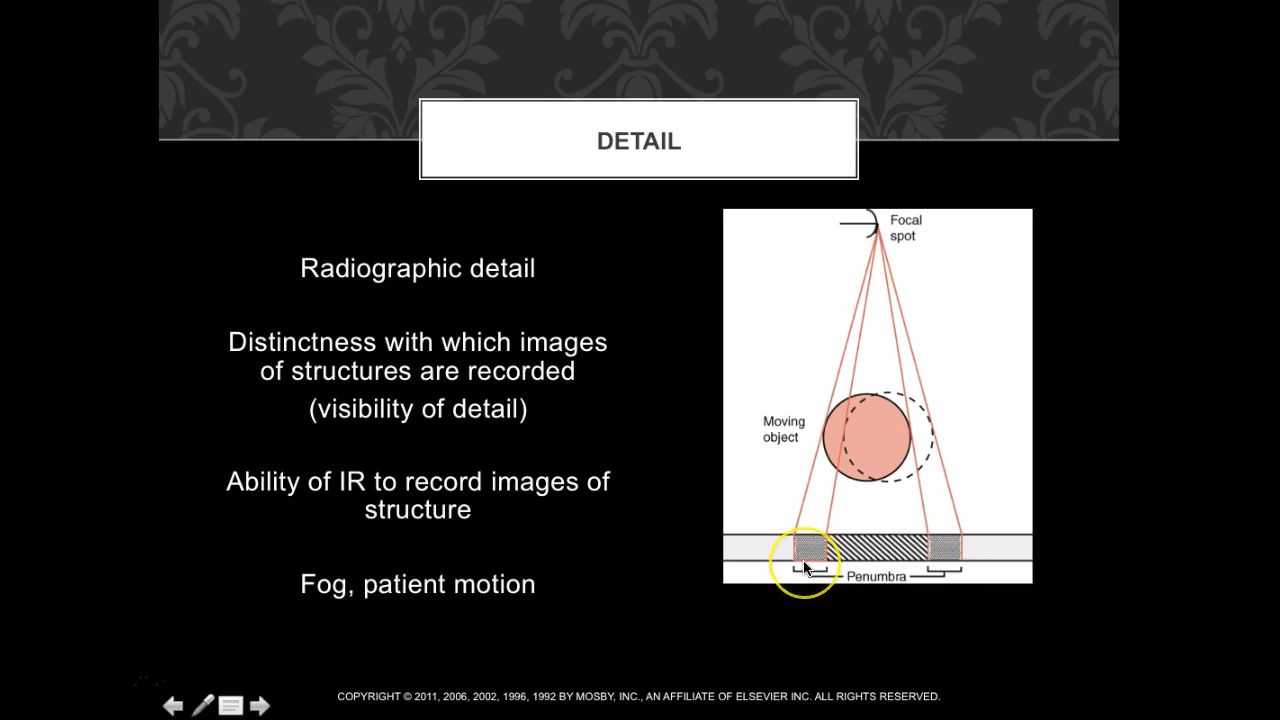 DETAIL
Radiographic detail
Distinctness with which images
of structures are recorded
(visibility of detail)
Ability of IR to record images of
structure
Fog, patient motion
Focal
spot
Moving
object
Penumbra
COPYRIGHT © 2011, 2006, 2002, 1996, 1992 BY MOSBY, INC., AN AFFILIATE OF ELSEVIER INC. ALL RIGHTS RESERVED.